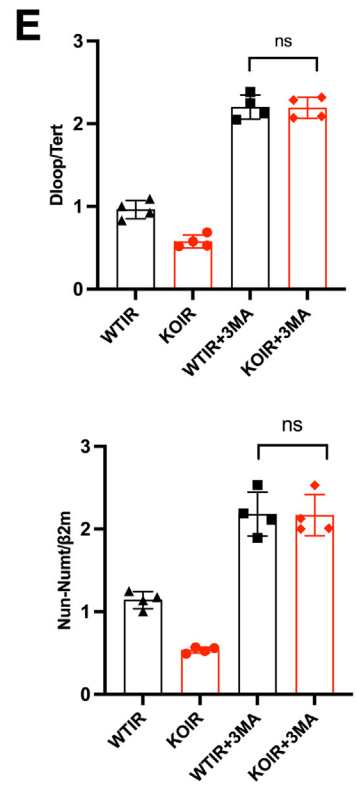 E
ns
3
2
1
0
Dloop/Tert
WTIR
KOIR
WTIR+3MA
KOIR+3MA
ns
3
2
1
0
Nun-Numt/β2m
WTIR
KOIR
WTIR+3MA
KOIR+3MA